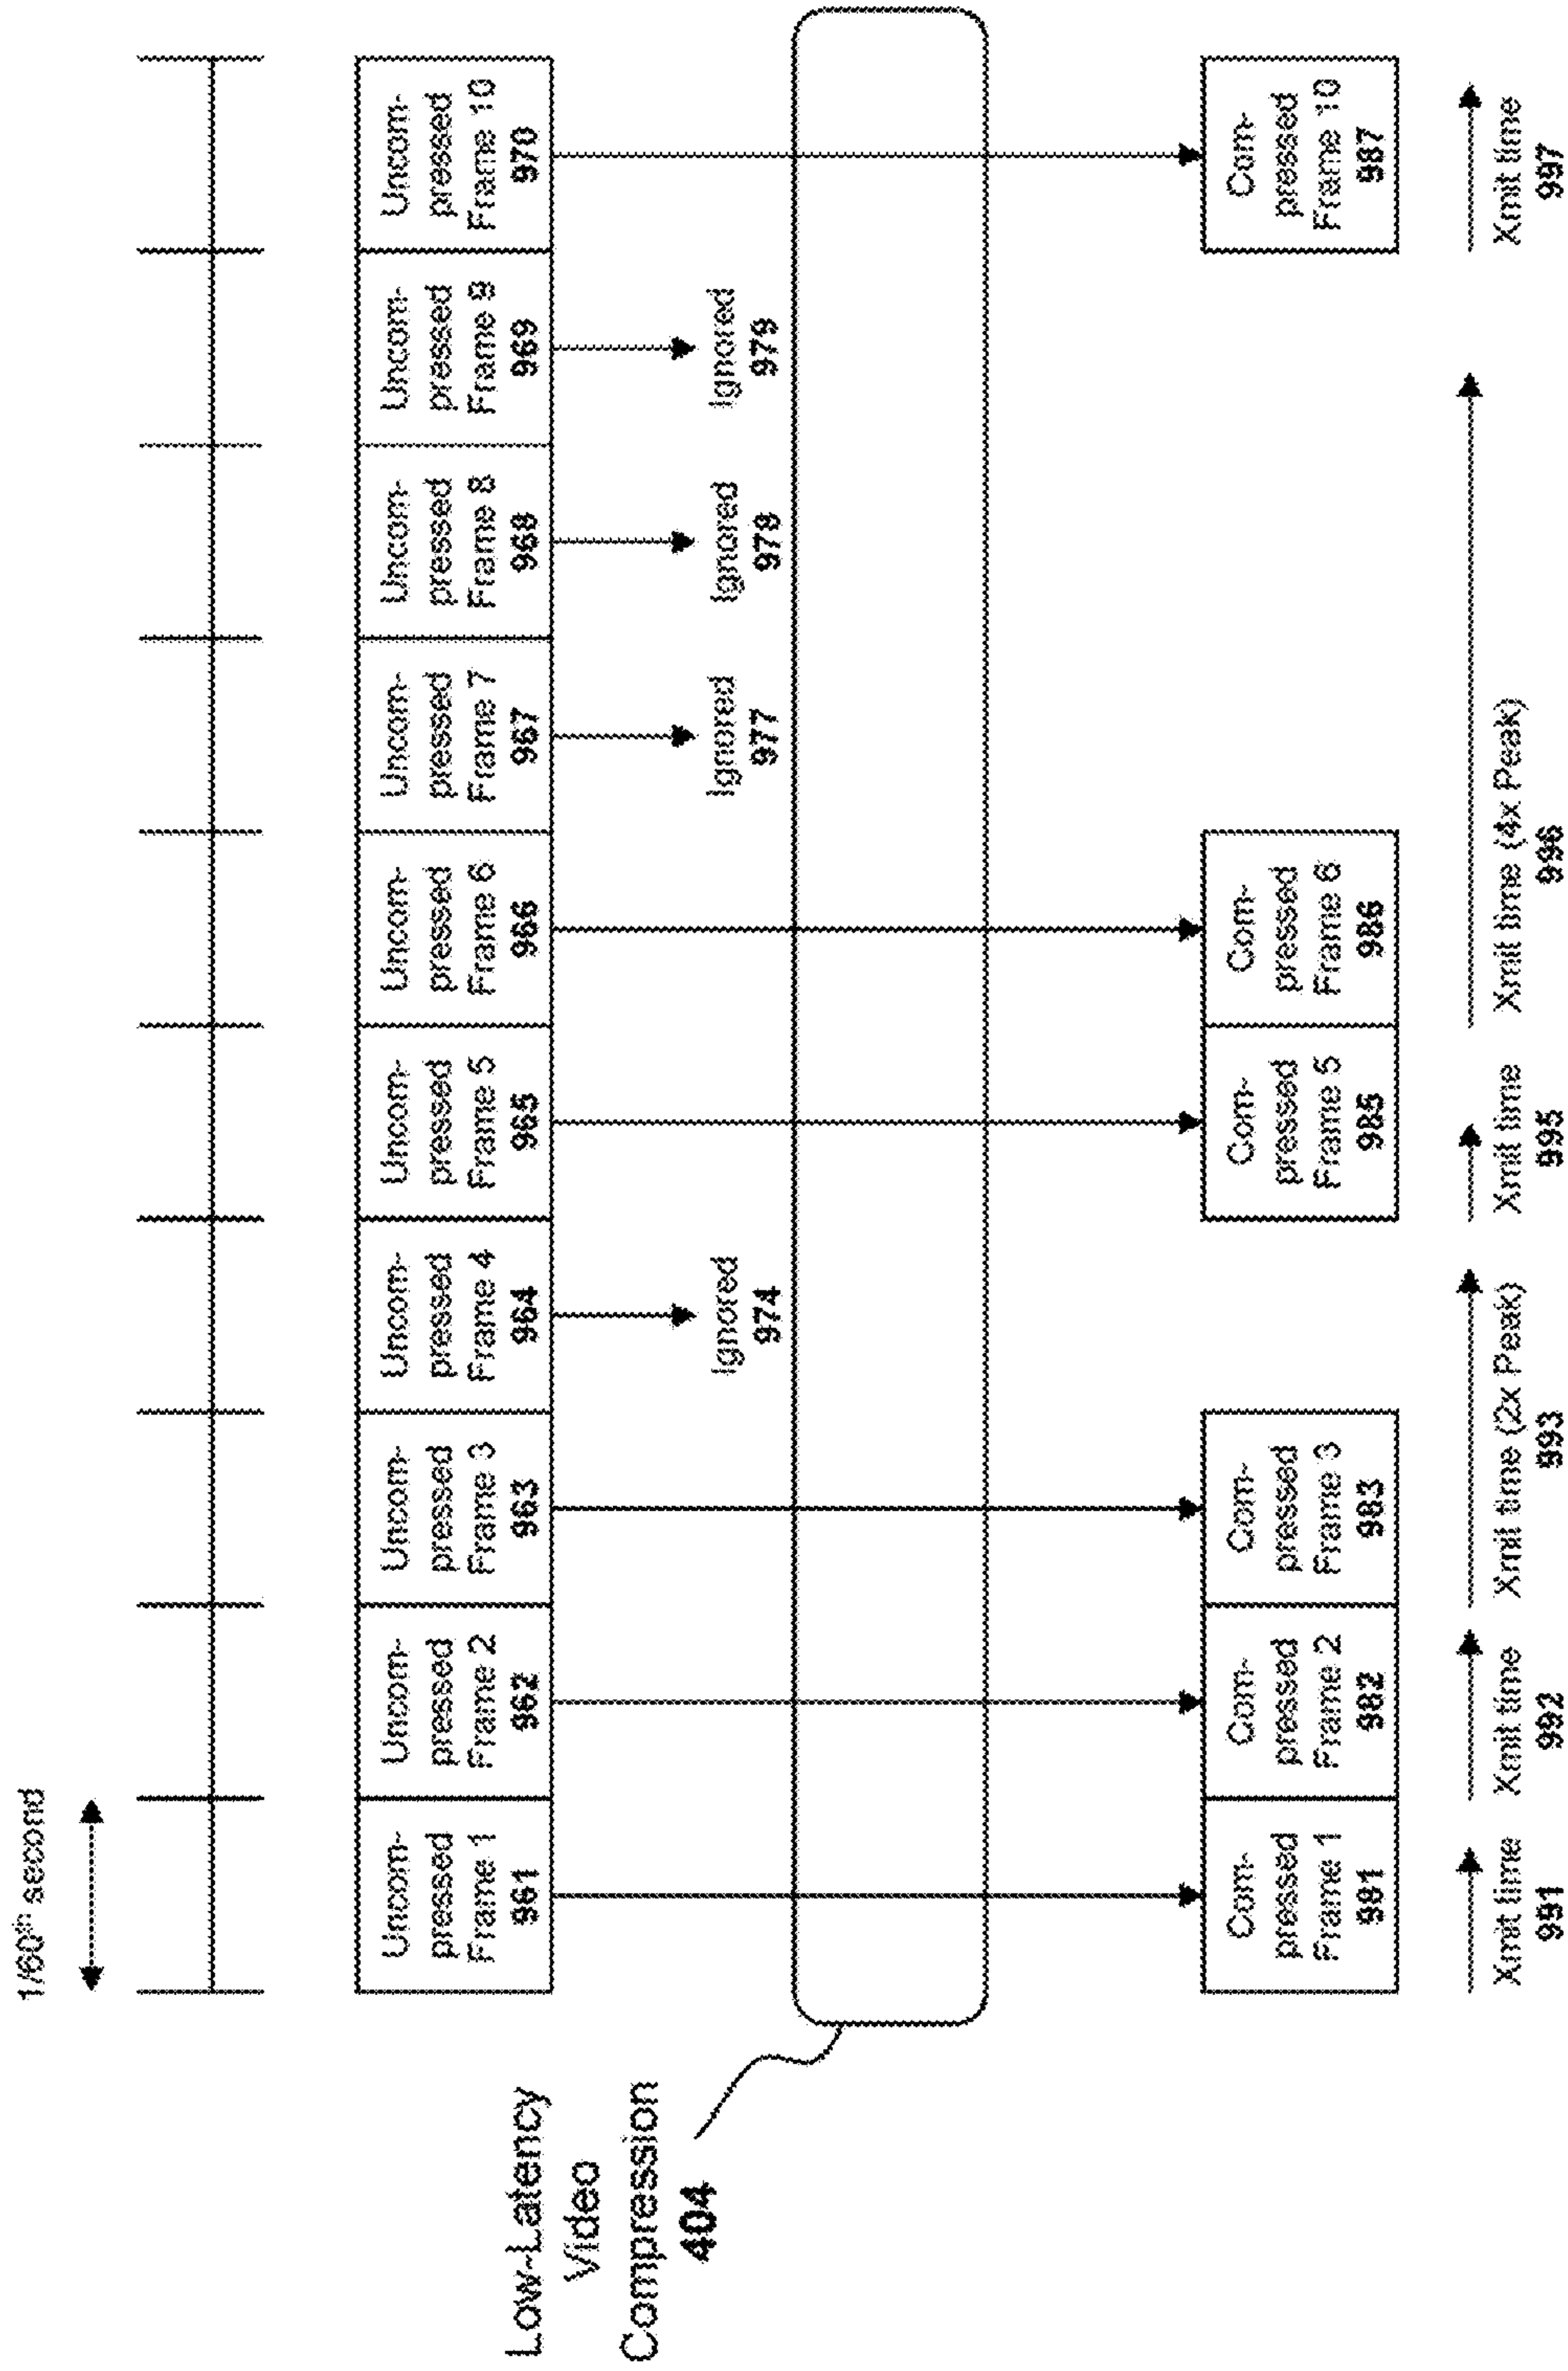 1/60th second
Uncom-
pressed
Frame 1
961
Uncom-
pressed
Frame 2
962
Uncom-
pressed
Frame 3
963
Uncom-
pressed
Frame 4
964
Uncom-
pressed
Frame 5
965
Uncom-
pressed
Frame 6
966
Uncom-
pressed
Frame 7
967
Uncom-
pressed
Frame 8
968
Uncom-
pressed
Frame 9
969
Uncom-
pressed
Frame 10
970
Ignored
974
Ignored
977
Ignored
978
Ignored
979
Low-Latency
Video
Compression
404
Com-
pressed
Frame 1
981
Com-
pressed
Frame 2
982
Com-
pressed
Frame 3
983
Com-
pressed
Frame 5
985
Com-
pressed
Frame 6
986
Com-
pressed
Frame 10
987
Xmit time
991
Xmit time
992
Xmit time (2x Peak)
993
Xmit time
995
Xmit time (4x Peak)
996
Xmit time
997